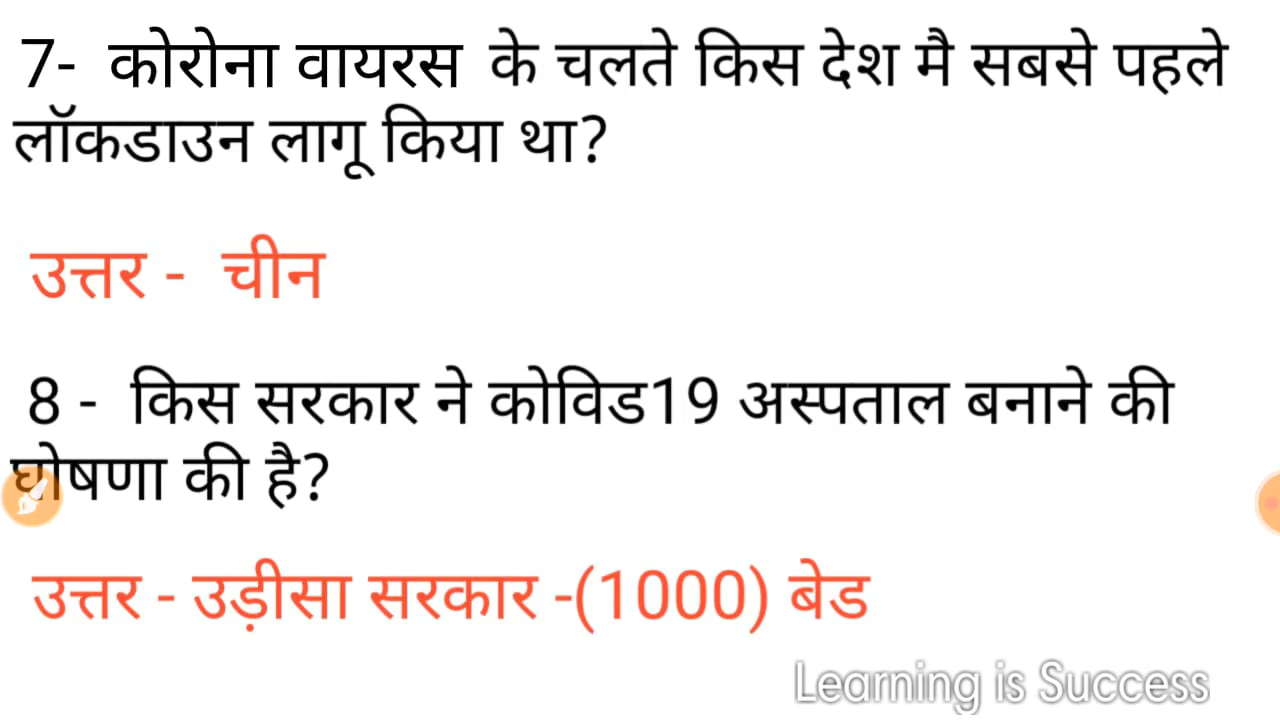 7- कोरोना वायरस के चलते किस देश मै सबसे पहले
लॉकडाउन लागू किया था?
उत्तर - चीन
8 - किस सरकार ने कोविड19 अस्पताल बनाने की
घोषणा की है?
उत्तर - उड़ीसा सरकार -(1000) बेड
Learning is Success